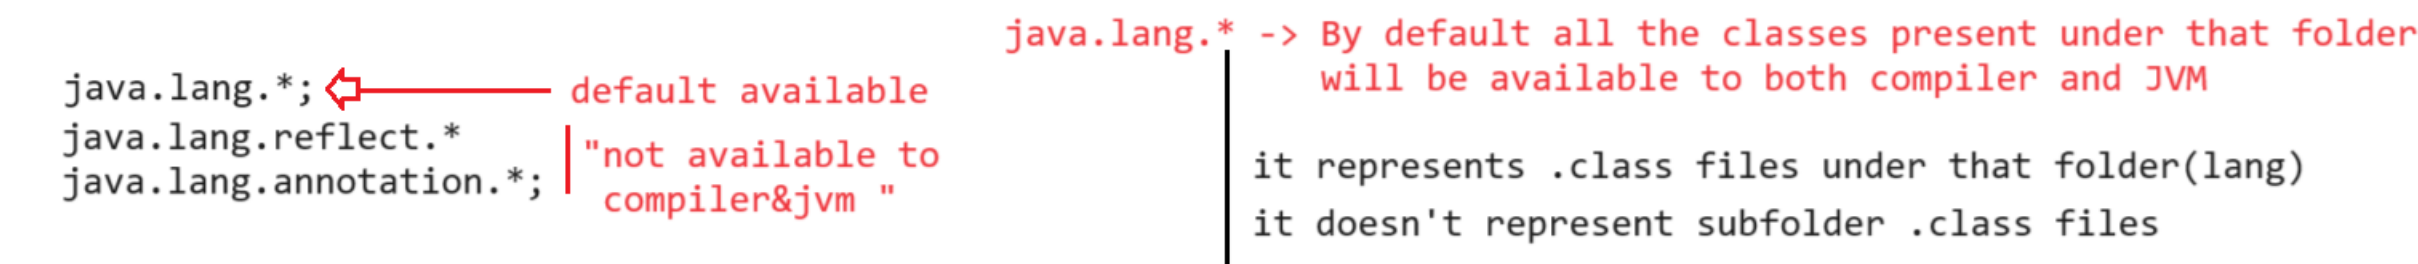 java.lang.*;
java.lang.reflect.*
java.lang.annotation.*;
default available
"not available to
compiler&jvm "
java.lang.* -> By default all the classes present under that folder
will be available to both compiler and JVM
it represents .class files under that folder(lang)
it doesn't represent subfolder .class files